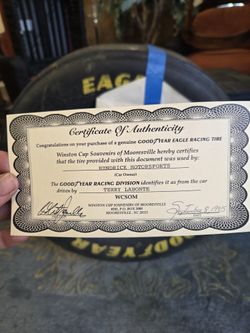 EAGLE
Certificate Of Authenticity
Congratulations on your purchase of a genuine GOODYEAR EAGLE RACING TIRE
Winston Cup Souvenirs of Mooresville hereby certifies
that the tire provided with this document was used by:
HENDRICK MOTORSPORTS
(Car Owner)
The GOODYEAR RACING DIVISION identifies it as from the car
driven by TERRY LABONTE
WCSOM
WINSTON CUP SOUVENIRS OF MOORESVILLE
MOORESVILLE, NC 28115
GOODYEAR